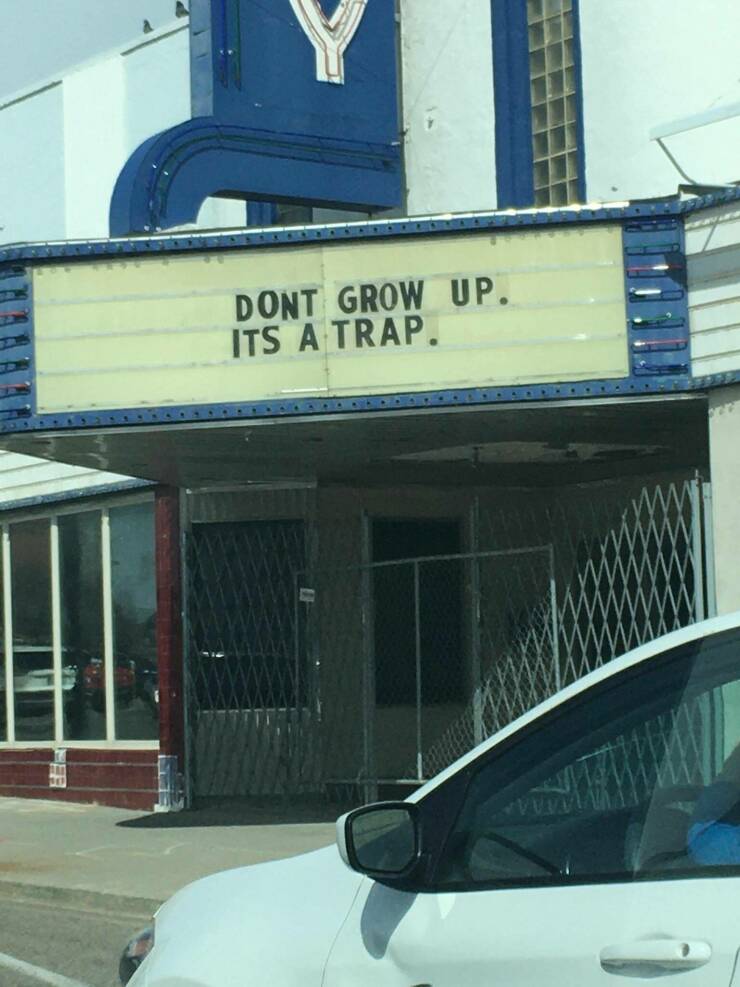 Y
DONT GROW UP.
ITS A TRAP.